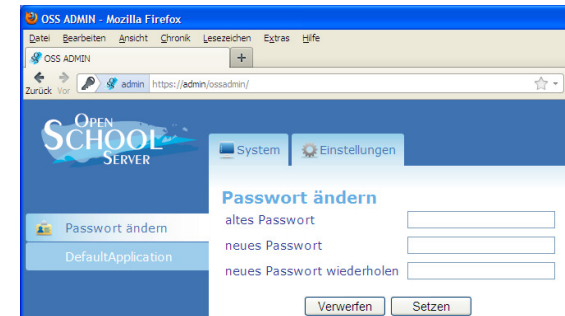 OSS ADMIN - Mozilla Firefox
Datei Bearbeiten Ansicht Chronik Lesezeichen Extras Hilfe
OSS ADMIN
+
Zurück Vor admin https://admin/ossadmin/
OPEN
SCHOOL
SERVER
System Einstellungen
Passwort ändern
altes Passwort
Passwort ändern
neues Passwort
DefaultApplication
neues Passwort wiederholen
Verwerfen Setzen